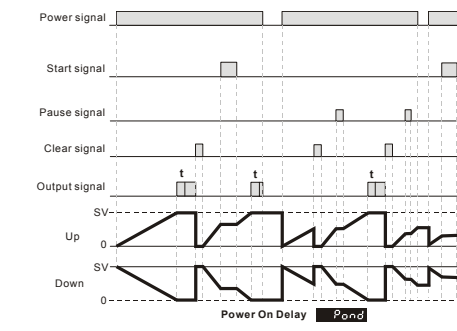 Power signal
Start signal
Pause signal
Clear signal
t t t
Output signal
SV
Up
0
SV
Down
0
Power On Delay Pond